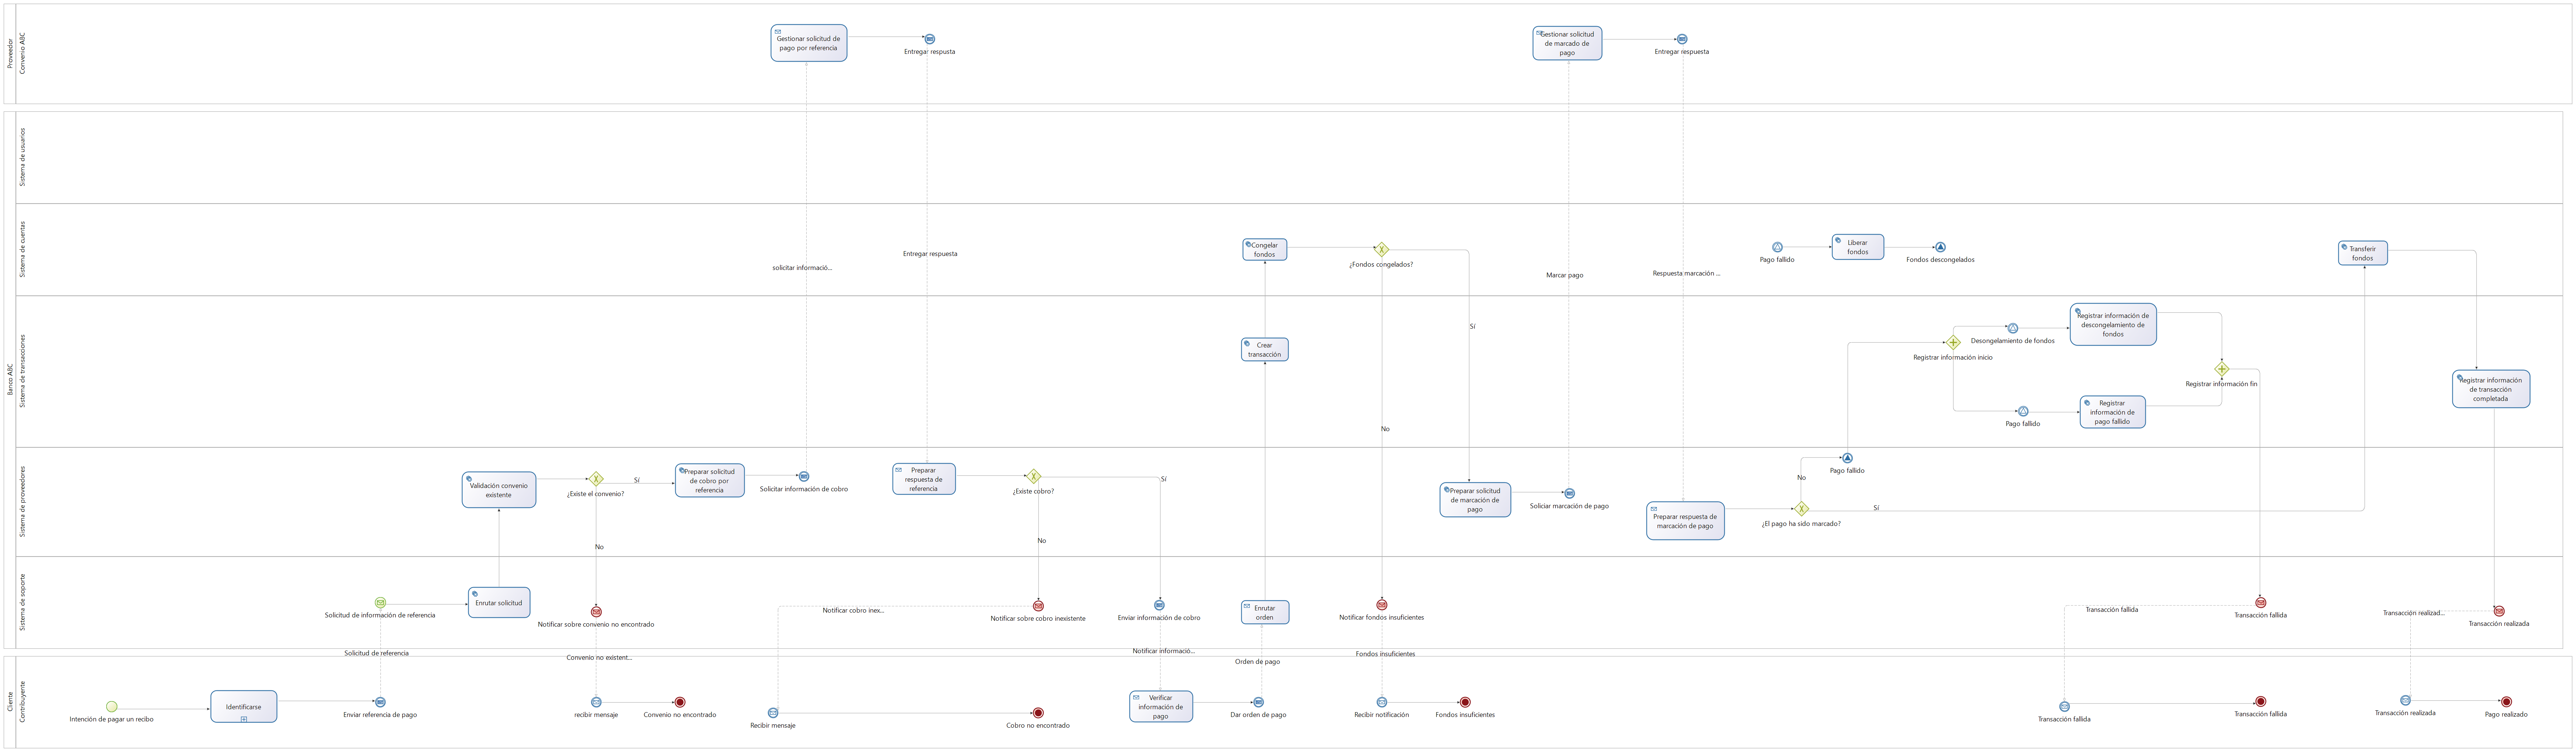 Proveedor
Convenio ABC
Gestionar solicitud de
pago por referencia
Entregar respusta
Gestionar solicitud
de marcado de
pago
Entregar respuesta
Banco ABC
Sistema de usuarios
Sistema de cuentas
solicitar informació...
Entregar respuesta
Congelar
fondos
¿Fondos congelados?
Marcar pago
Respuesta marcación ...
Pago fallido
Liberar
fondos
Fondos descongelados
Transferir
fondos
Sistema de transacciones
Crear
transacción
Sí
No
Registrar información inicio
Desongelamiento de fondos
Registrar información de
descongelamiento de
fondos
Pago fallido
Registrar
información de
pago fallido
Registrar información fin
Registrar información
de transacción
completada
Sistema de proveedores
Validación convenio
existente
¿Existe el convenio?
Sí
No
Preparar solicitud
de cobro por
referencia
Solicitar información de cobro
Preparar
respuesta de
referencia
¿Existe cobro?
Sí
No
Preparar solicitud
de marcación de
pago
Soliciar marcación de pago
Preparar respuesta de
marcación de pago
¿El pago ha sido marcado?
No
Pago fallido
Sí
Sistema de soporte
Solicitud de información de referencia
Enrutar solicitud
Notificar sobre convenio no encontrado
Notificar cobro inex...
Notificar sobre cobro inexistente
Enviar información de cobro
Enrutar
orden
Notificar fondos insuficientes
Transacción fallida
Transacción fallida
Transacción realizad...
Transacción realizada
Solicitud de referencia
Convenio no existent...
Notificar informació...
Orden de pago
Fondos insuficientes
Cliente
Contribuyente
Intención de pagar un recibo
Identificarse
Enviar referencia de pago
recibir mensaje
Convenio no encontrado
Recibir mensaje
Cobro no encontrado
Verificar
información de
pago
Dar orden de pago
Recibir notificación
Fondos insuficientes
Transacción fallida
Transacción fallida
Transacción realizada
Pago realizado